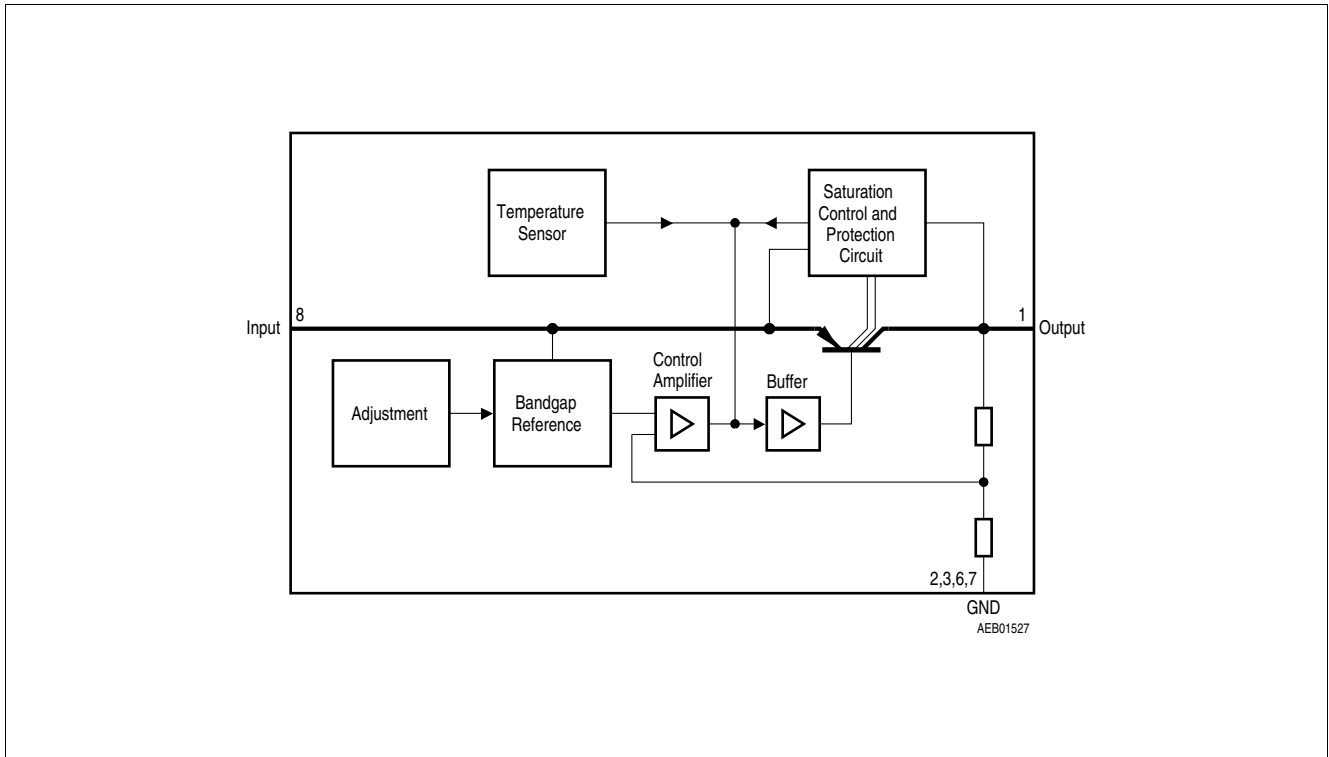 Temperature
Sensor
Saturation
Control and
Protection
Circuit
Input
8
1
Output
Adjustment
Bandgap
Reference
Control
Amplifier
Buffer
2,3,6,7
GND
AEB01527